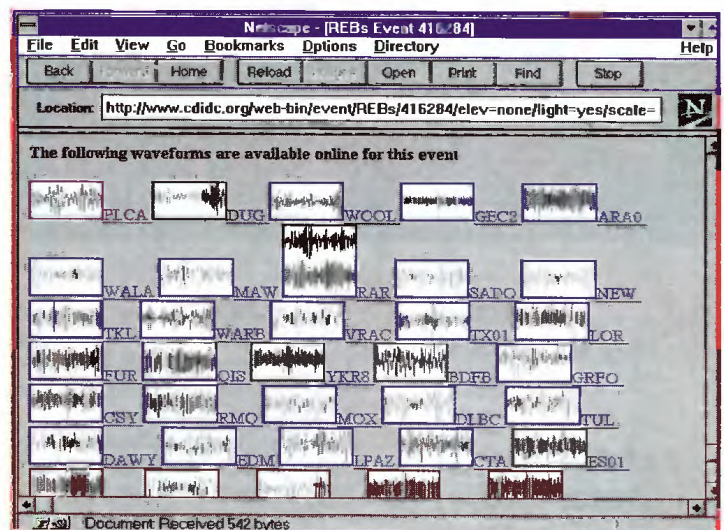 Netscape - [REBs Event 416284]
File Edit View Go Bookmarks Options Directory Help
Back Forward Home Reload Open Print Find Stop
Location: http://www.cdidc.org/web-bin/event/REBs/416284/elev=none/light=yes/scale=
N
The following waveforms are available online for this event
PLCA DUG WOOL GEC2 ARA0
WALA MAW RAR SADO NEW
TKL WARB VRAC TX01 LOR
FUR QIS YKR8 BDFB GRFO
CSY RMQ MOX DLBC TUL
DAWY EDM LPAZ CTA ES01
Document Received 542 bytes